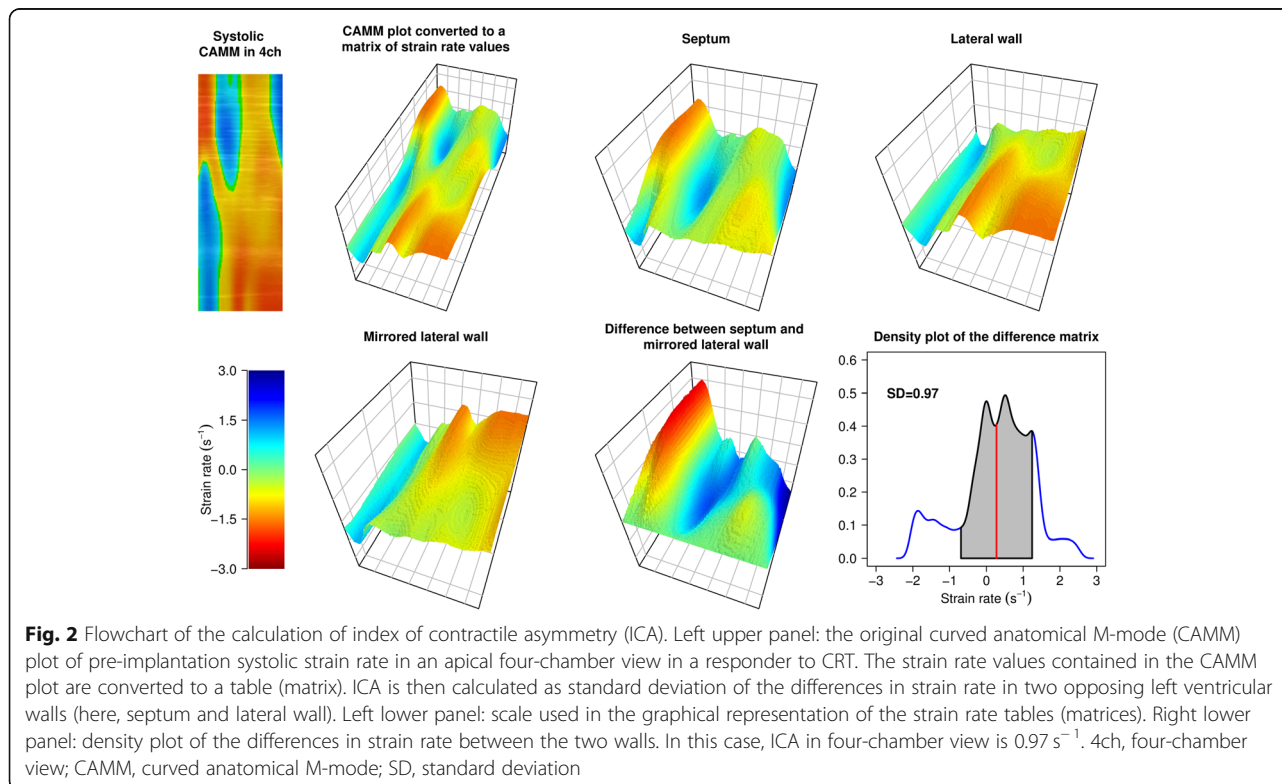 Systolic
CAMM in 4ch
CAMM plot converted to a
matrix of strain rate values
Septum
Lateral wall
Mirrored lateral wall
Difference between septum and
mirrored lateral wall
Density plot of the difference matrix
3.0
1.5
0.0
−1.5
−3.0
Strain rate (s⁻¹)
SD=0.97
0.6
0.5
0.4
0.3
0.2
0.1
0.0
−3 −2 −1 0 1 2 3
Strain rate (s⁻¹)
Fig. 2 Flowchart of the calculation of index of contractile asymmetry (ICA). Left upper panel: the original curved anatomical M-mode (CAMM)
plot of pre-implantation systolic strain rate in an apical four-chamber view in a responder to CRT. The strain rate values contained in the CAMM
plot are converted to a table (matrix). ICA is then calculated as standard deviation of the differences in strain rate in two opposing left ventricular
walls (here, septum and lateral wall). Left lower panel: scale used in the graphical representation of the strain rate tables (matrices). Right lower
panel: density plot of the differences in strain rate between the two walls. In this case, ICA in four-chamber view is 0.97 s⁻¹. 4ch, four-chamber
view; CAMM, curved anatomical M-mode; SD, standard deviation